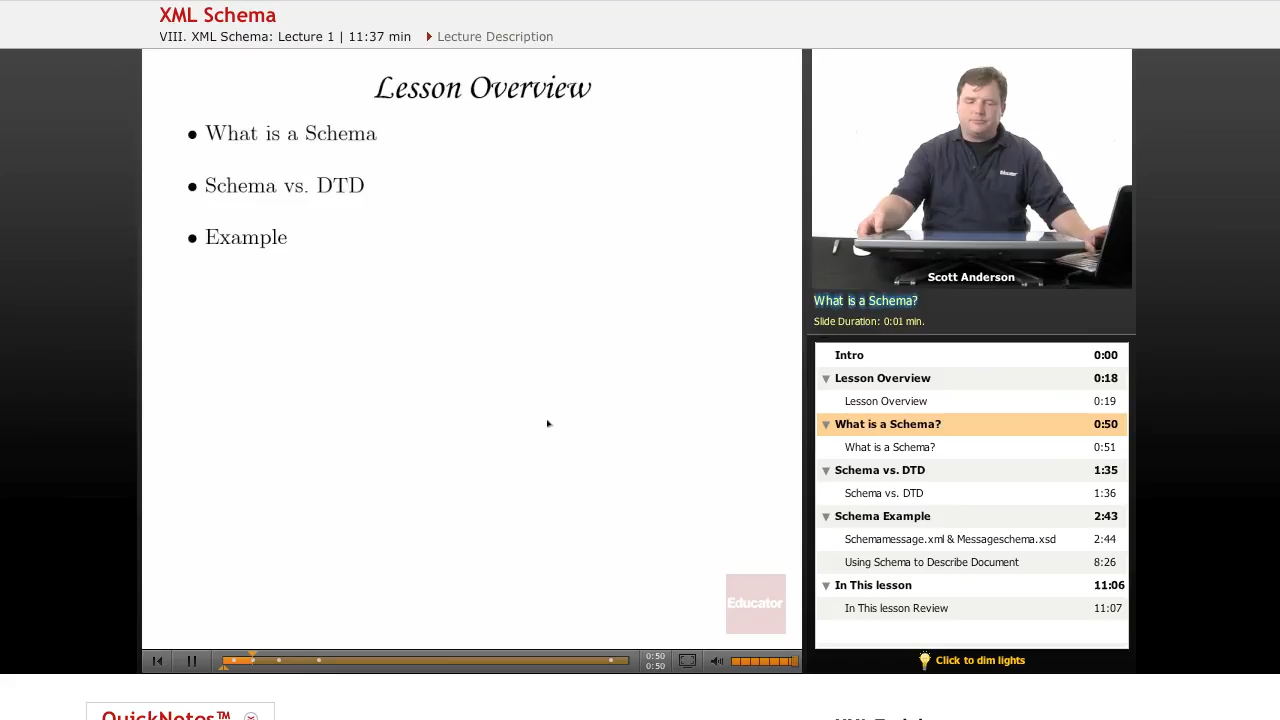 XML Schema
VIII. XML Schema: Lecture 1 | 11:37 min
Lecture Description
Lesson Overview
• What is a Schema
• Schema vs. DTD
• Example
Educator
Educator
Scott Anderson
What is a Schema?
Slide Duration: 0:01 min.
Intro 0:00
Lesson Overview 0:18
Lesson Overview 0:19
What is a Schema? 0:50
What is a Schema? 0:51
Schema vs. DTD 1:35
Schema vs. DTD 1:36
Schema Example 2:43
Schemamessage.xml & Messageschema.xsd 2:44
Using Schema to Describe Document 8:26
In This lesson 11:06
In This lesson Review 11:07
0:50
0:50
Click to dim lights
QuickNotes™